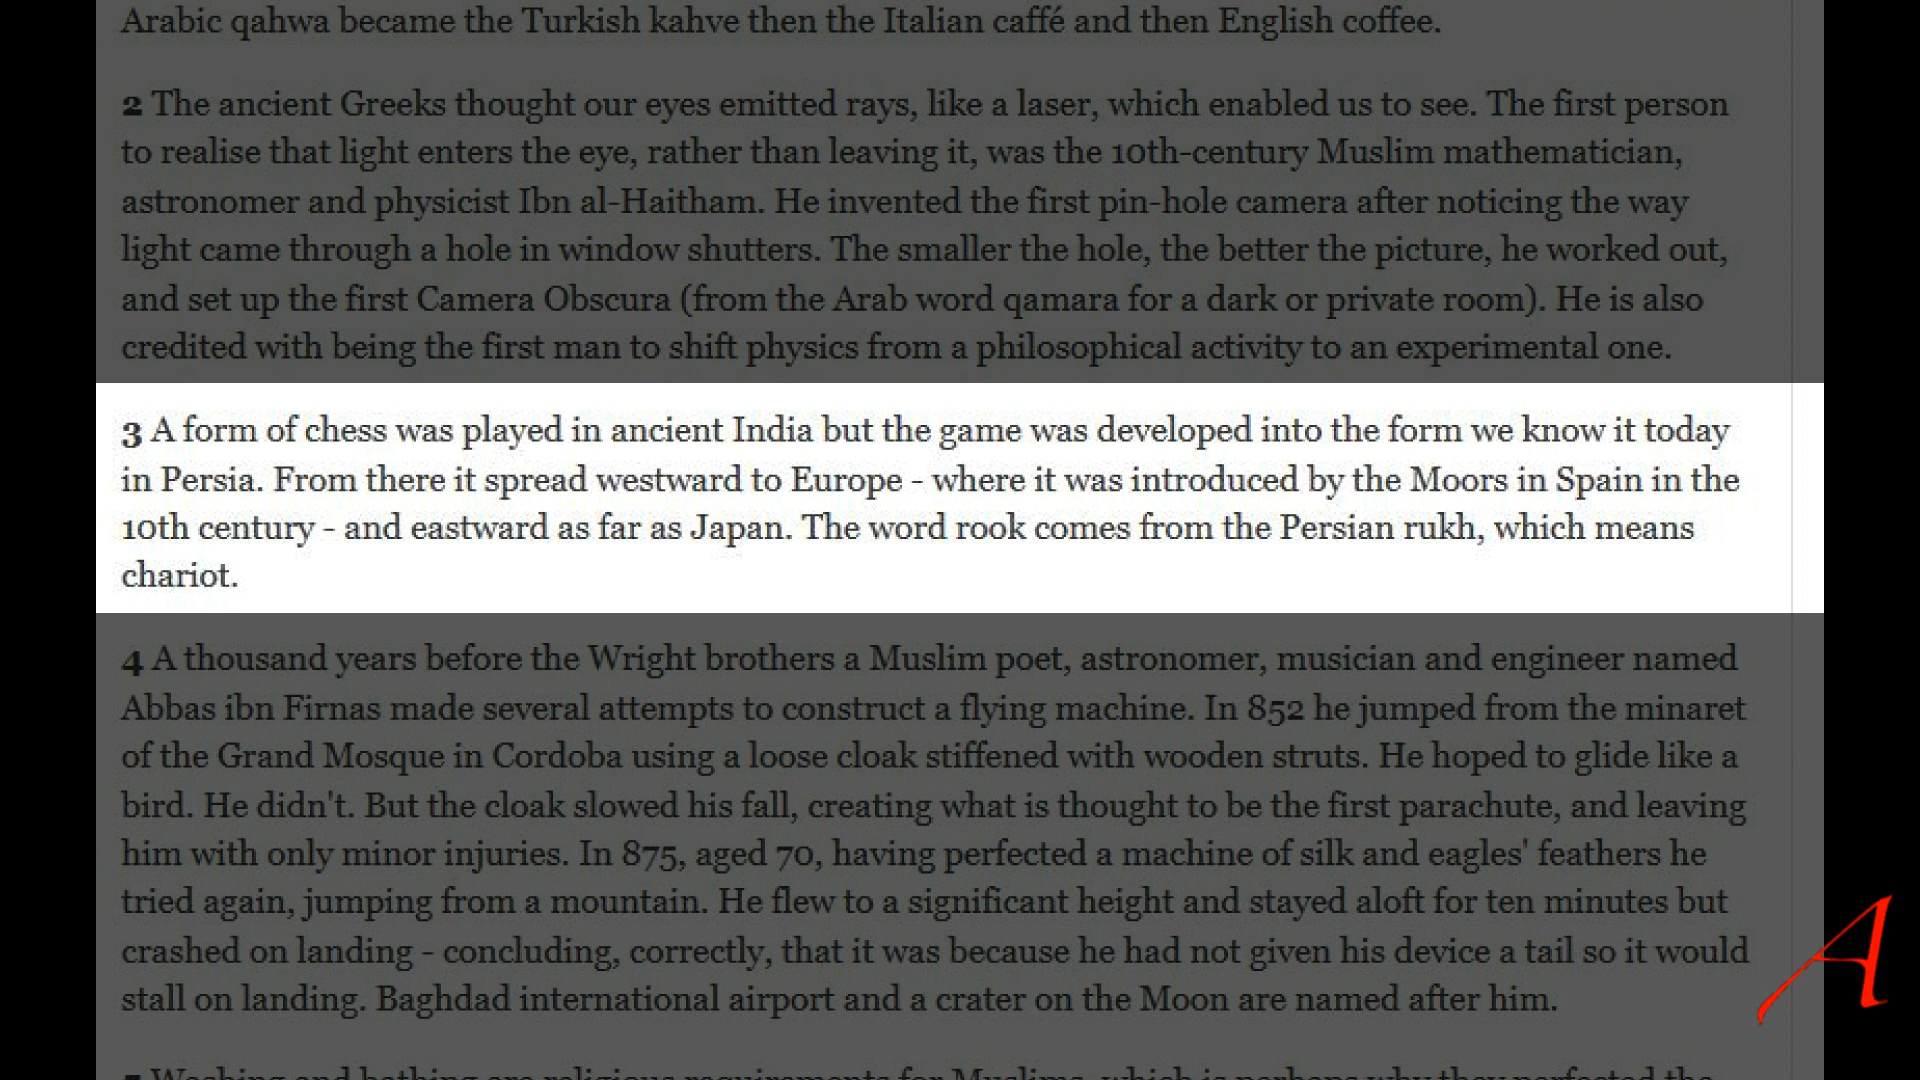 Arabic qahwa became the Turkish kahve then the Italian caffé and then English coffee.
2 The ancient Greeks thought our eyes emitted rays, like a laser, which enabled us to see. The first person
to realise that light enters the eye, rather than leaving it, was the 10th-century Muslim mathematician,
astronomer and physicist Ibn al-Haitham. He invented the first pin-hole camera after noticing the way
light came through a hole in window shutters. The smaller the hole, the better the picture, he worked out,
and set up the first Camera Obscura (from the Arab word qamara for a dark or private room). He is also
credited with being the first man to shift physics from a philosophical activity to an experimental one.
3 A form of chess was played in ancient India but the game was developed into the form we know it today
in Persia. From there it spread westward to Europe - where it was introduced by the Moors in Spain in the
10th century - and eastward as far as Japan. The word rook comes from the Persian rukh, which means
chariot.
4 A thousand years before the Wright brothers a Muslim poet, astronomer, musician and engineer named
Abbas ibn Firnas made several attempts to construct a flying machine. In 852 he jumped from the minaret
of the Grand Mosque in Cordoba using a loose cloak stiffened with wooden struts. He hoped to glide like a
bird. He didn't. But the cloak slowed his fall, creating what is thought to be the first parachute, and leaving
him with only minor injuries. In 875, aged 70, having perfected a machine of silk and eagles' feathers he
tried again, jumping from a mountain. He flew to a significant height and stayed aloft for ten minutes but
crashed on landing - concluding, correctly, that it was because he had not given his device a tail so it would
stall on landing. Baghdad international airport and a crater on the Moon are named after him.
5 Washing and bathing are religious requirements for Muslims, which is perhaps why they perfected the
A